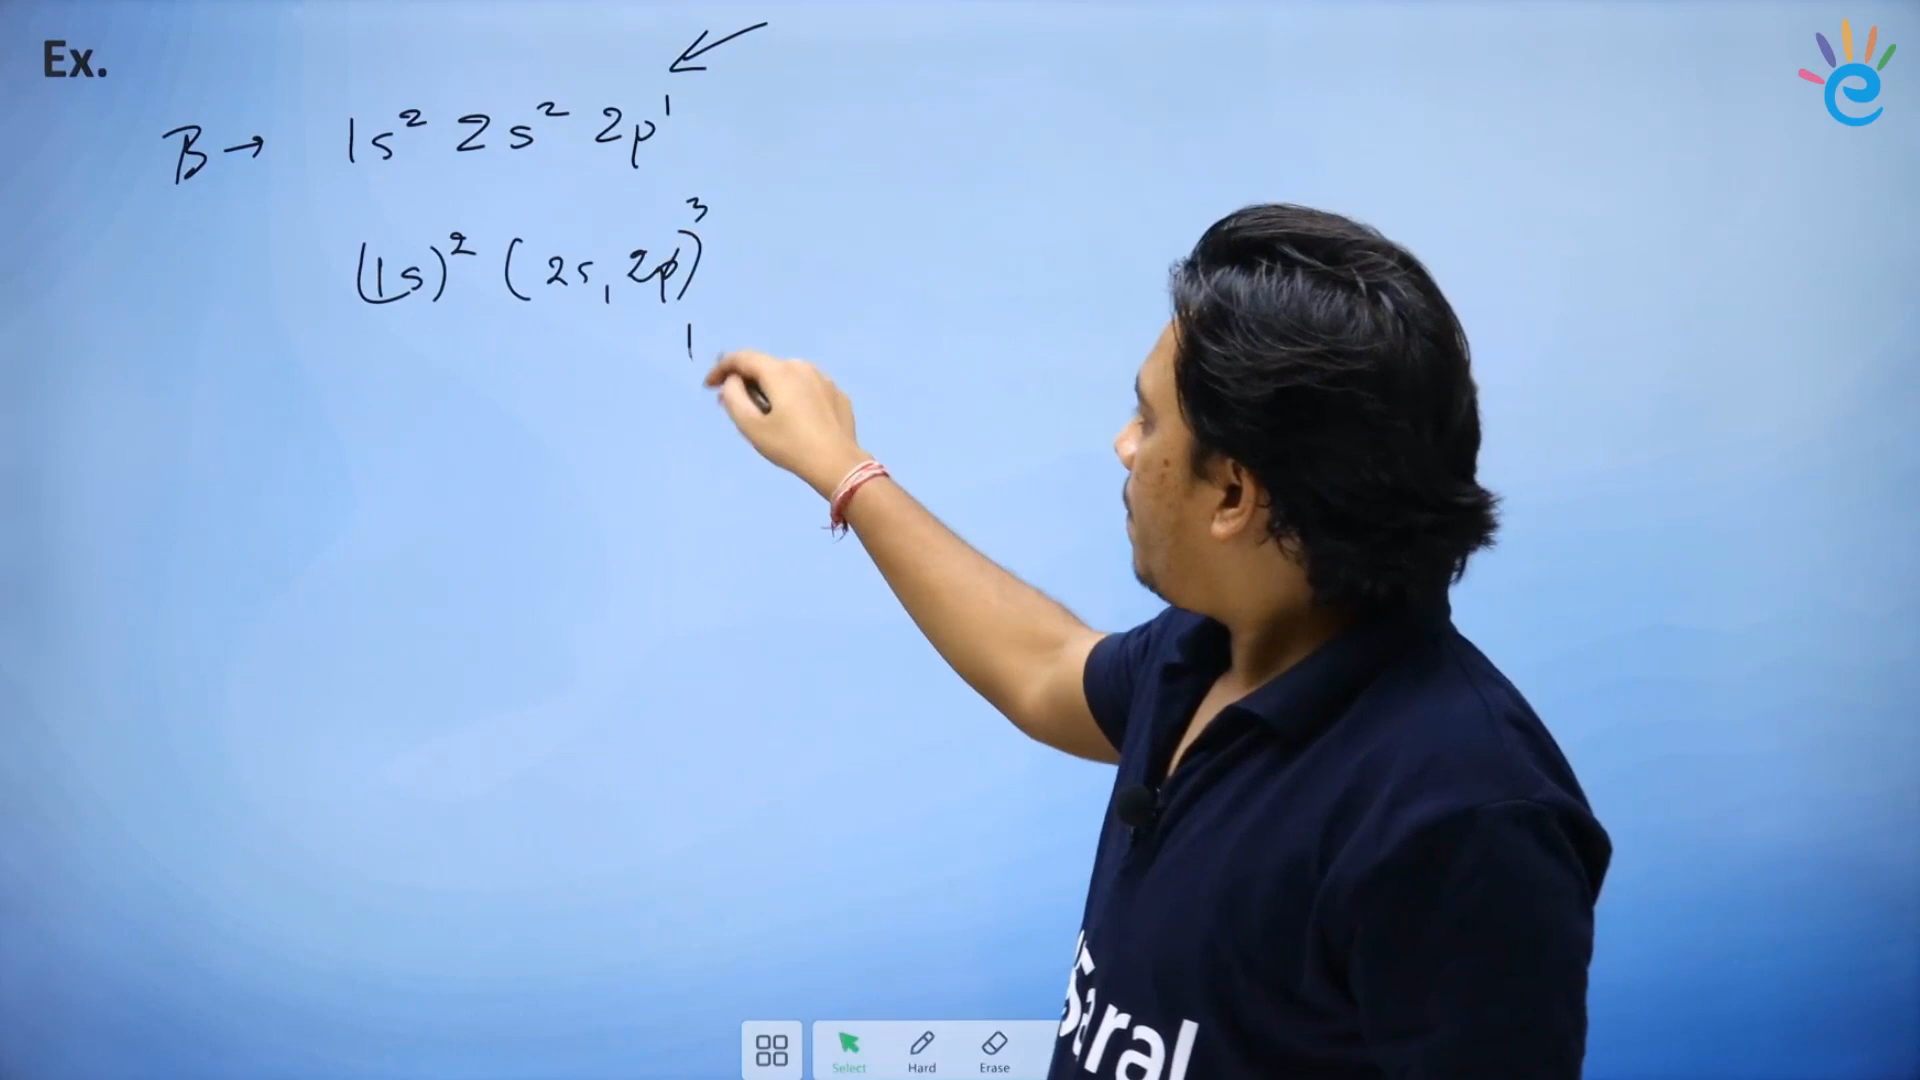 Ex.
B → 1s² 2s² 2p¹
(1s)² (2s, 2p)³
1
Saral
Select Hard Erase